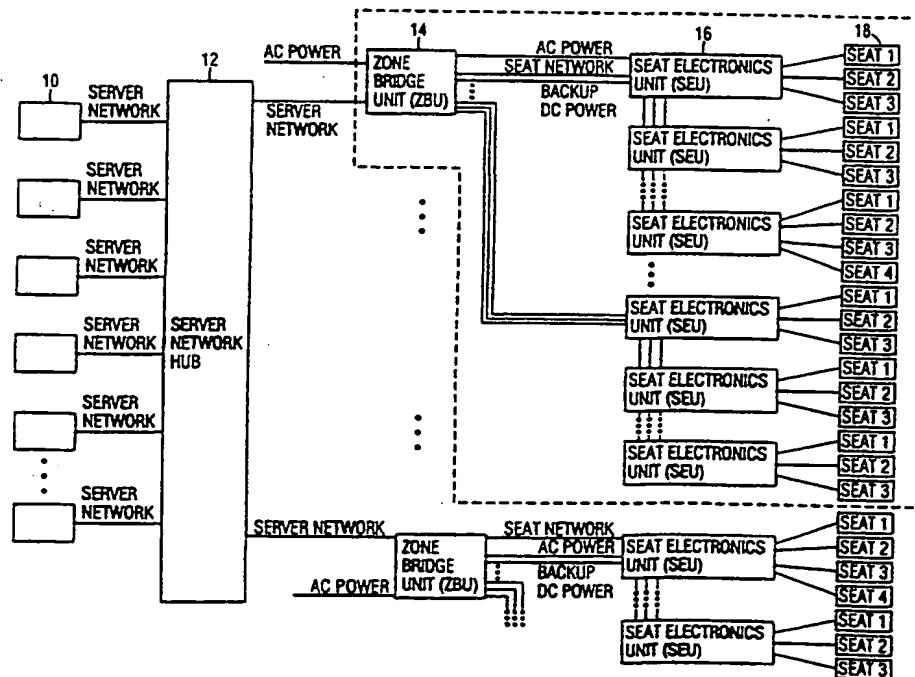 10
SERVER
NETWORK
SERVER
NETWORK
SERVER
NETWORK
SERVER
NETWORK
SERVER
NETWORK
SERVER
NETWORK
12
SERVER
NETWORK
HUB
AC POWER
SERVER
NETWORK
14
ZONE
BRIDGE
UNIT (ZBU)
AC POWER
SEAT NETWORK
BACKUP
DC POWER
16
SEAT ELECTRONICS
UNIT (SEU)
18
SEAT 1
SEAT 2
SEAT 3
SEAT ELECTRONICS
UNIT (SEU)
SEAT 1
SEAT 2
SEAT 3
SEAT ELECTRONICS
UNIT (SEU)
SEAT 1
SEAT 2
SEAT 3
SEAT 4
SEAT ELECTRONICS
UNIT (SEU)
SEAT 1
SEAT 2
SEAT 3
SEAT ELECTRONICS
UNIT (SEU)
SEAT 1
SEAT 2
SEAT 3
SEAT ELECTRONICS
UNIT (SEU)
SEAT 1
SEAT 2
SEAT 3
SERVER NETWORK
AC POWER
ZONE
BRIDGE
UNIT (ZBU)
SEAT NETWORK
AC POWER
BACKUP
DC POWER
SEAT ELECTRONICS
UNIT (SEU)
SEAT 1
SEAT 2
SEAT 3
SEAT 4
SEAT ELECTRONICS
UNIT (SEU)
SEAT 1
SEAT 2
SEAT 3